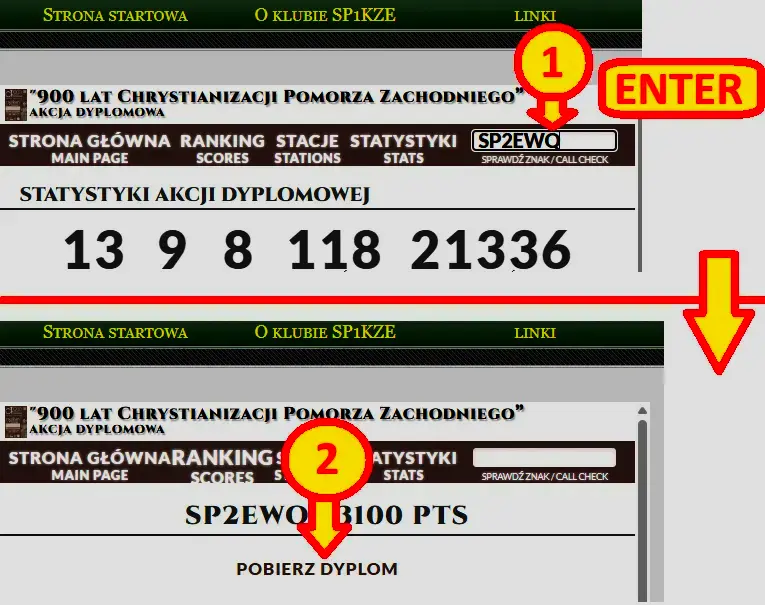 Strona startowa O klubie SP1KZE linki
1
ENTER
"900 lat Chrystianizacji Pomorza Zachodniego"
akcja dyplomowa
STRONA GŁÓWNA RANKING STACJE STATYSTYKI SP2EWQ
MAIN PAGE SCORES STATIONS STATS SPRAWDŹ ZNAK / CALL CHECK
STATYSTYKI AKCJI DYPLOMOWEJ
13 9 8 118 21336
Strona startowa O klubie SP1KZE linki
"900 lat Chrystianizacji Pomorza Zachodniego"
akcja dyplomowa
STRONA GŁÓWNA RANKING S ATYSTYKI
MAIN PAGE SCORES STATS SPRAWDŹ ZNAK / CALL CHECK
2
SP2EWQ 3100 PTS
POBIERZ DYPLOM